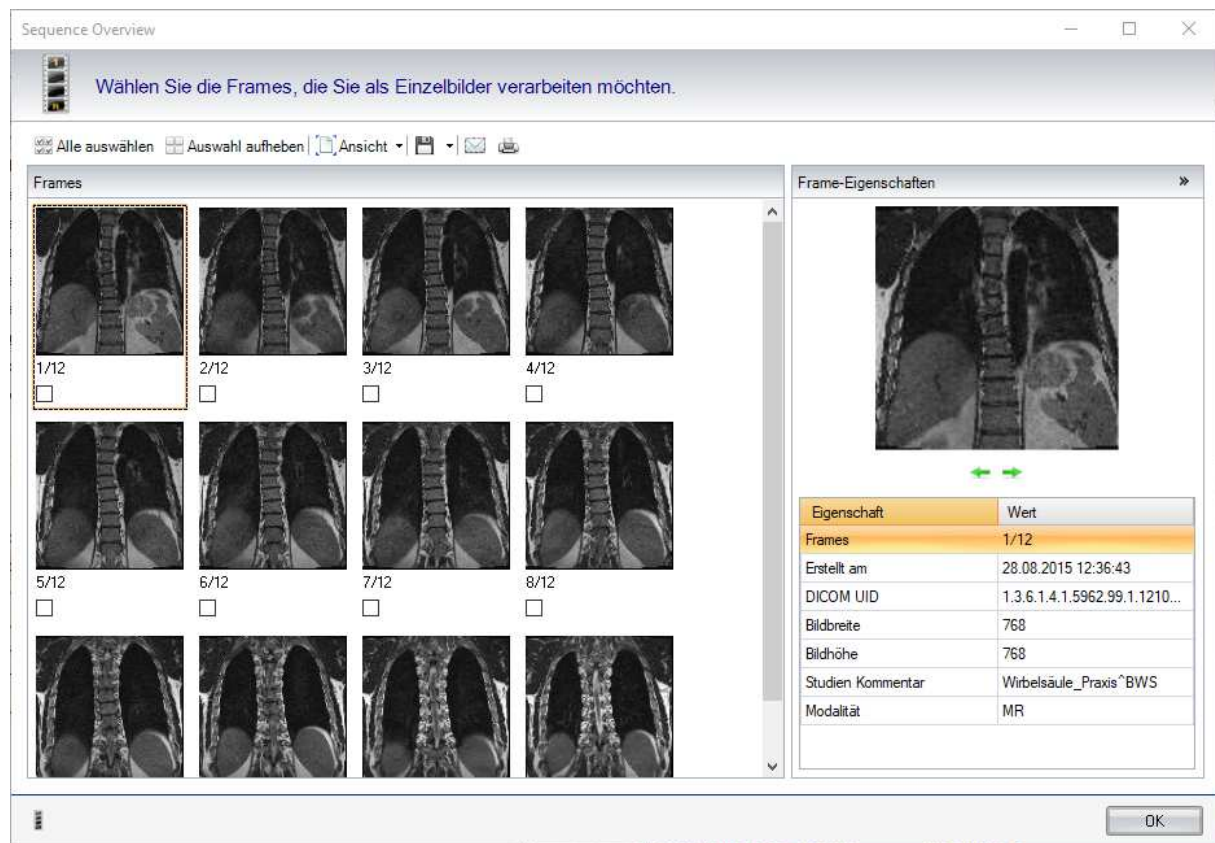 Sequence Overview
Wählen Sie die Frames, die Sie als Einzelbilder verarbeiten möchten.
Alle auswählen Auswahl aufheben Ansicht
Frames
1/12 2/12 3/12 4/12
5/12 6/12 7/12 8/12
Frame-Eigenschaften »
Eigenschaft Wert
Frames 1/12
Erstellt am 28.08.2015 12:36:43
DICOM UID 1.3.6.1.4.1.5962.99.1.1210...
Bildbreite 768
Bildhöhe 768
Studien Kommentar Wirbelsäule_Praxis^BWS
Modalität MR
OK